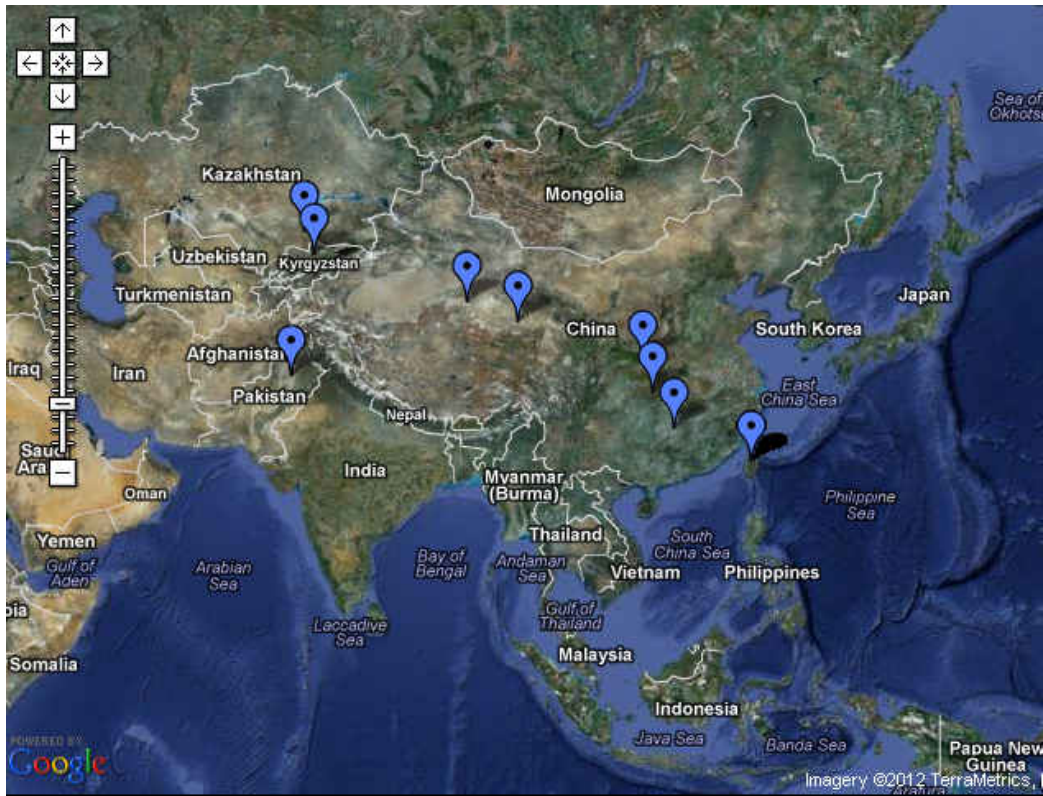 Sea of
Okhots
Kazakhstan
Mongolia
Uzbekistan
Kyrgyzstan
Turkmenistan
Japan
China
South Korea
Afghanistan
Iraq
Iran
Pakistan
East
China Sea
Nepal
Saudi
Ara
India
Oman
Myanmar
(Burma)
Philippine
Sea
Yemen
Gulf of
Aden
Arabian
Sea
Bay of
Bengal
Andaman
Sea
Thailand
South
China Sea
Vietnam
Philippines
Gulf of
Thailand
Laccadive
Sea
Malaysia
Somalia
Indonesia
Java Sea
Banda Sea
POWERED BY
Google
Papua New
Guinea
Imagery ©2012 TerraMetrics,